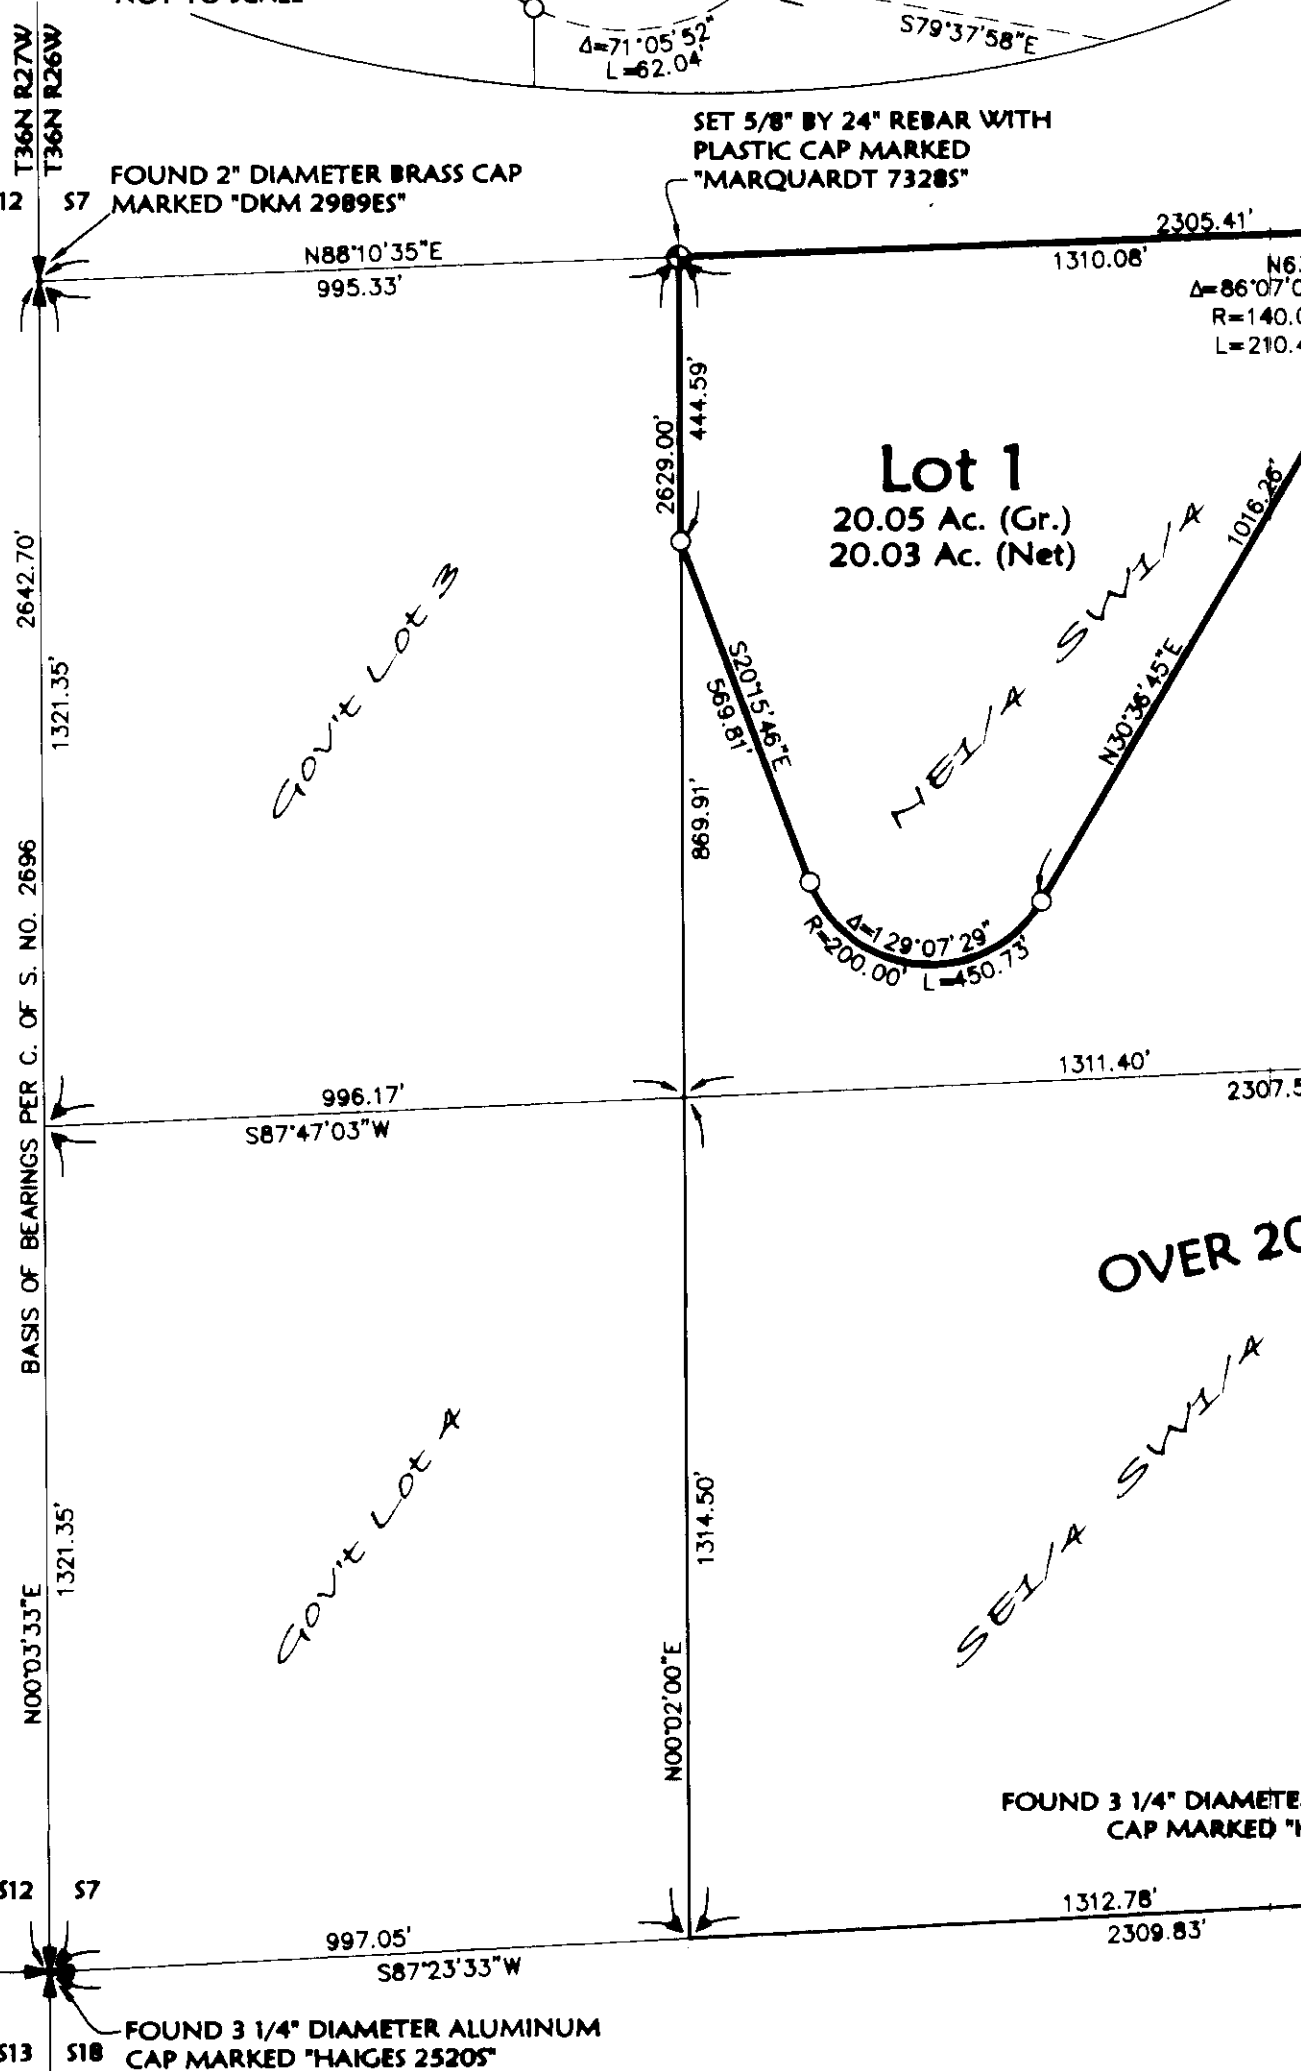 NOT TO SCALE
Δ=71°05'52"
L=62.04'
S79°37'58"E
T36N R27W
T36N R26W
SET 5/8" BY 24" REBAR WITH
PLASTIC CAP MARKED
"MARQUARDT 7328S"
FOUND 2" DIAMETER BRASS CAP
MARKED "DKM 2989ES"
12 S7
N88°10'35"E
995.33'
2305.41'
1310.08'
N6
Δ=86°07'0
R=140.0
L=210.4
444.59'
2629.00'
Lot 1
20.05 Ac. (Gr.)
20.03 Ac. (Net)
1016.26'
N30°36'45"E
NE1/4 SW1/4
2642.70'
1321.35'
Gov't Lot 3
S20°15'46"E
569.81'
869.91'
Δ=129°07'29"
R=200.00' L=450.73'
BASIS OF BEARINGS PER C. OF S. NO. 2696
996.17'
S87°47'03"W
1311.40'
2307.5
OVER 20
Gov't Lot 4
SE1/4 SW1/4
1321.35'
N00°03'33"E
1314.50'
N00°02'00"E
FOUND 3 1/4" DIAMETE
CAP MARKED "H
S12 S7
997.05'
S87°23'33"W
1312.78'
2309.83'
FOUND 3 1/4" DIAMETER ALUMINUM
CAP MARKED "HAIGES 2520S"
S13 S18